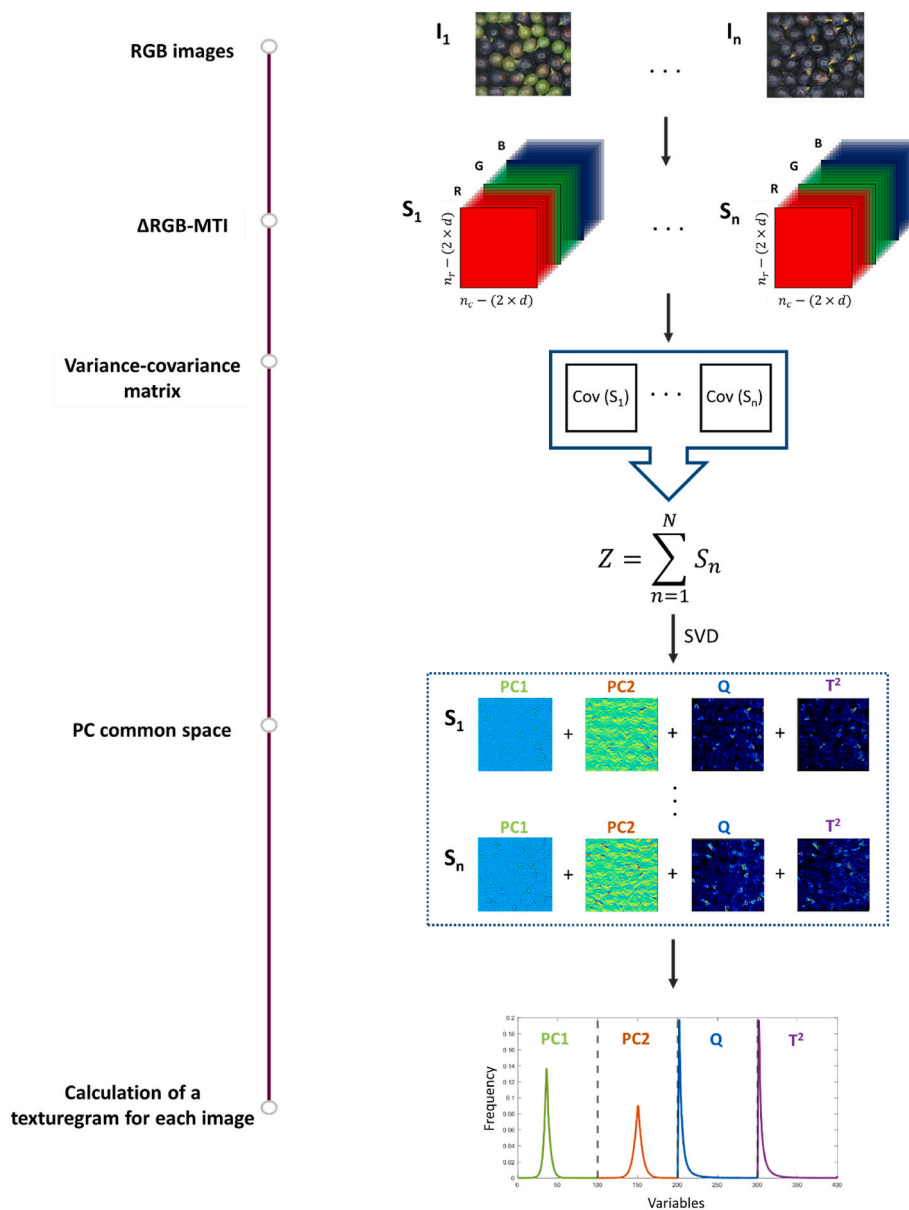 RGB images
I1
. . .
In
ΔRGB-MTI
B
G
R
S1
nr − (2 × d)
nc − (2 × d)
. . .
B
G
R
Sn
nr − (2 × d)
nc − (2 × d)
Variance-covariance
matrix
Cov (S1)
. . .
Cov (Sn)
Z = ∑ Sn
N
n=1
SVD
PC common space
PC1
PC2
Q
T²
S1
+
+
+
. . .
PC1
PC2
Q
T²
Sn
+
+
+
Calculation of a
texturegram for each image
PC1
PC2
Q
T²
Frequency
0.2
0.18
0.16
0.14
0.12
0.1
0.08
0.06
0.04
0.02
0
0 50 100 150 200 250 300 350 400
Variables